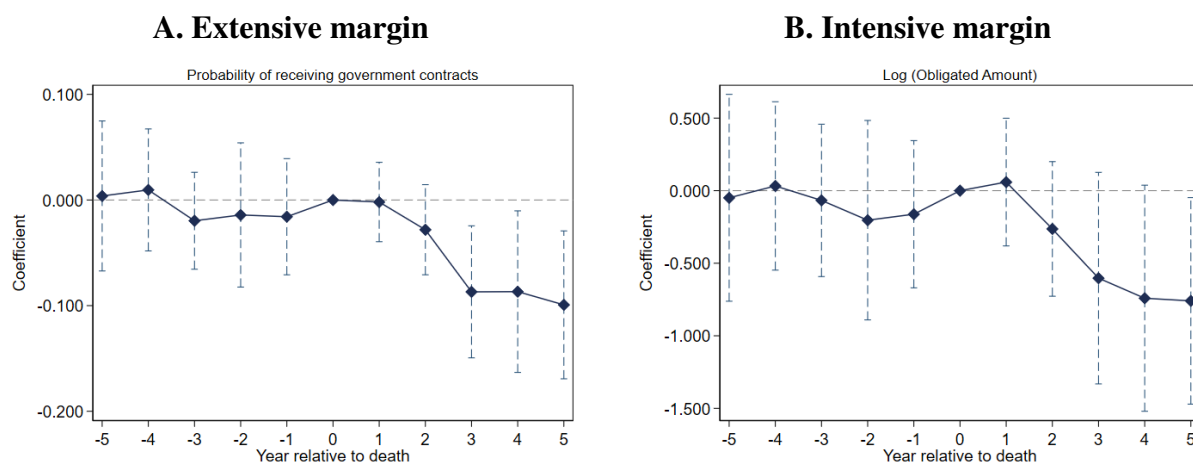 A. Extensive margin
Probability of receiving government contracts
0.100
0.000
-0.100
-0.200
Coefficient
-5 -4 -3 -2 -1 0 1 2 3 4 5
Year relative to death
B. Intensive margin
Log (Obligated Amount)
0.500
0.000
-0.500
-1.000
-1.500
Coefficient
-5 -4 -3 -2 -1 0 1 2 3 4 5
Year relative to death